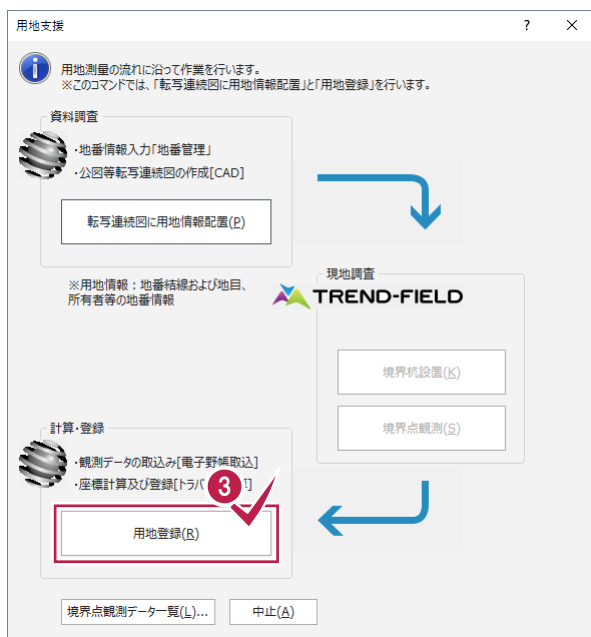 用地支援
? ×
用地測量の流れに沿って作業を行います。
※このコマンドでは、「転写連続図に用地情報配置」と「用地登録」を行います。
資料調査
・地番情報入力「地番管理」
・公図等転写連続図の作成[CAD]
転写連続図に用地情報配置(P)
※用地情報：地番結線および地目、
所有者等の地番情報
現地調査
TREND-FIELD
境界杭設置(K)
境界点観測(S)
計算・登録
・観測データの取込み[電子野帳取込]
・座標計算及び登録[トラバ
3
用地登録(R)
境界点観測データ一覧(L)...
中止(A)